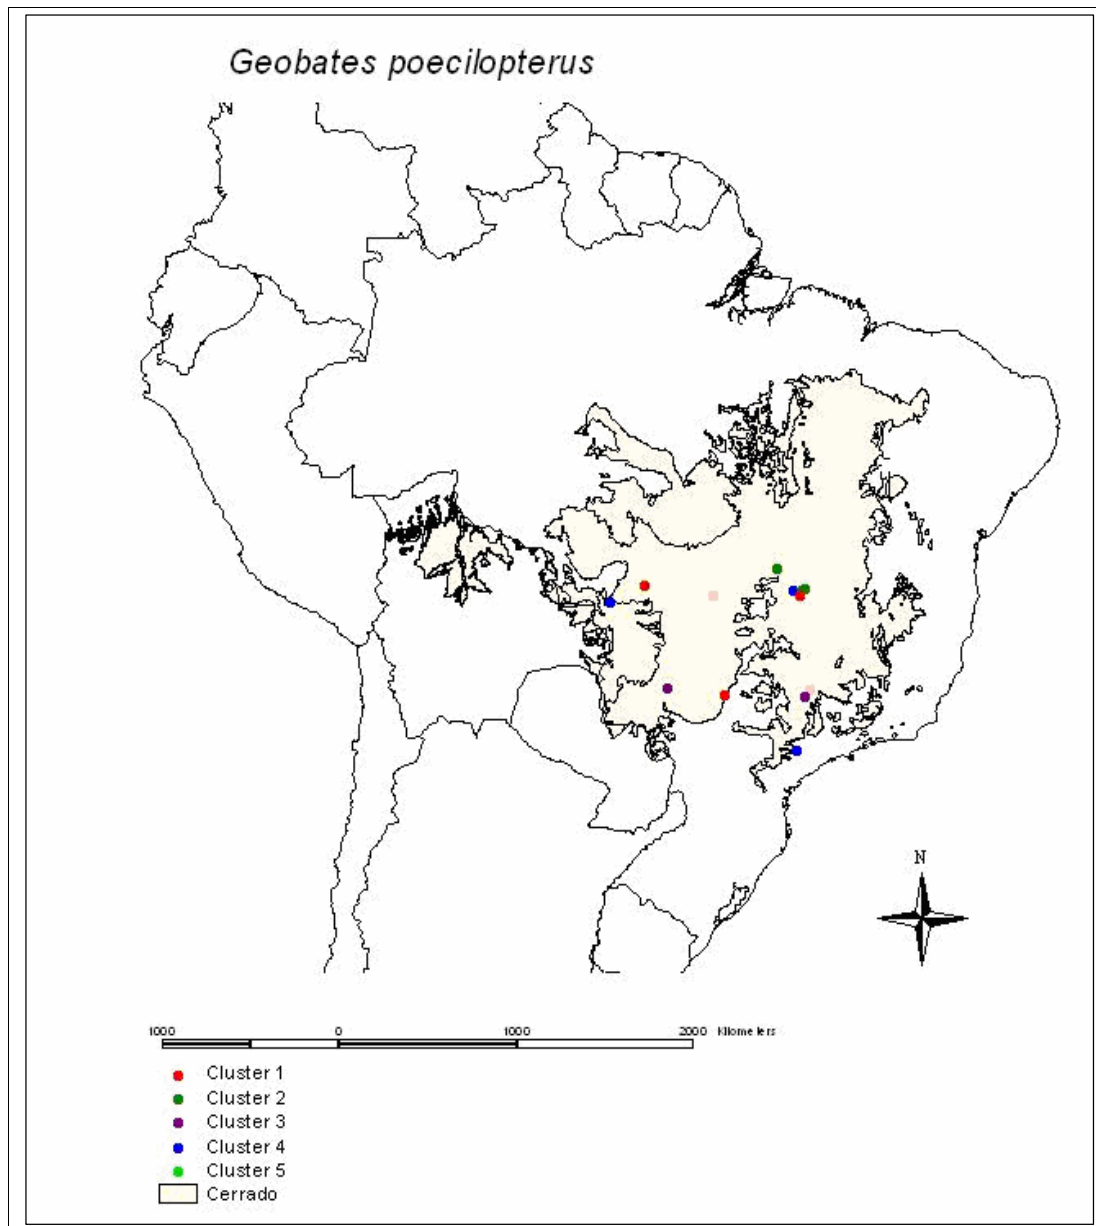 Geobates poecilopterus
N
1000 0 1000 2000 Kilometers
Cluster 1
Cluster 2
Cluster 3
Cluster 4
Cluster 5
Cerrado